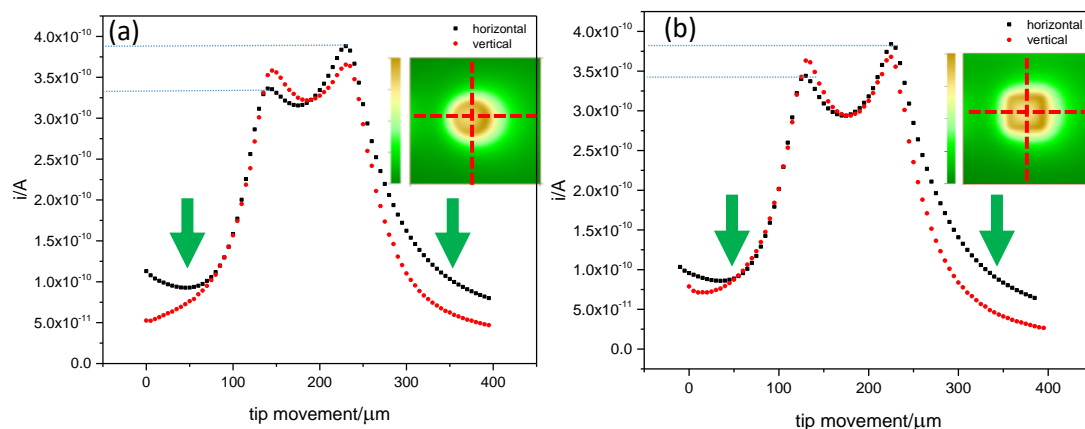 (a)
horizontal
vertical
4.0x10⁻¹⁰
3.5x10⁻¹⁰
3.0x10⁻¹⁰
2.5x10⁻¹⁰
2.0x10⁻¹⁰
1.5x10⁻¹⁰
1.0x10⁻¹⁰
5.0x10⁻¹¹
0.0
i/A
0 100 200 300 400
tip movement/μm
(b)
horizontal
vertical
4.0x10⁻¹⁰
3.5x10⁻¹⁰
3.0x10⁻¹⁰
2.5x10⁻¹⁰
2.0x10⁻¹⁰
1.5x10⁻¹⁰
1.0x10⁻¹⁰
5.0x10⁻¹¹
0.0
i/A
0 100 200 300 400
tip movement/μm